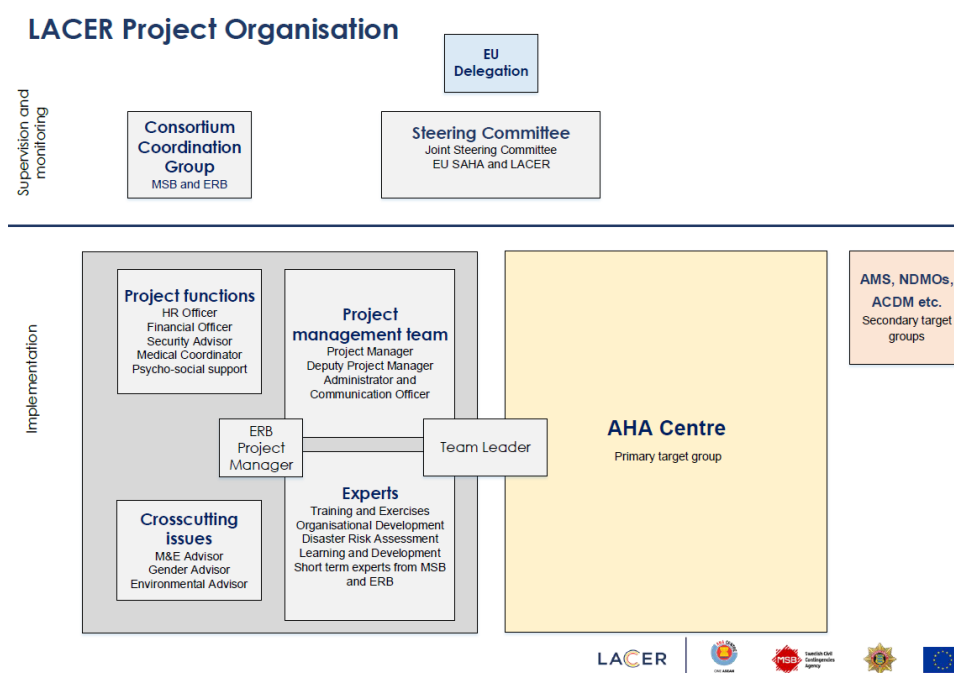 LACER Project Organisation
EU
Delegation
Supervision and
monitoring
Consortium
Coordination
Group
MSB and ERB
Steering Committee
Joint Steering Committee
EU SAHA and LACER
Implementation
Project functions
HR Officer
Financial Officer
Security Advisor
Medical Coordinator
Psycho-social support
Project
management team
Project Manager
Deputy Project Manager
Administrator and
Communication Officer
ERB
Project
Manager
Team Leader
Crosscutting
issues
M&E Advisor
Gender Advisor
Environmental Advisor
Experts
Training and Exercises
Organisational Development
Disaster Risk Assessment
Learning and Development
Short term experts from MSB
and ERB
AHA Centre
Primary target group
AMS, NDMOs,
ACDM etc.
Secondary target
groups
LACER
MSB
Swedish Civil
Contingencies
Agency